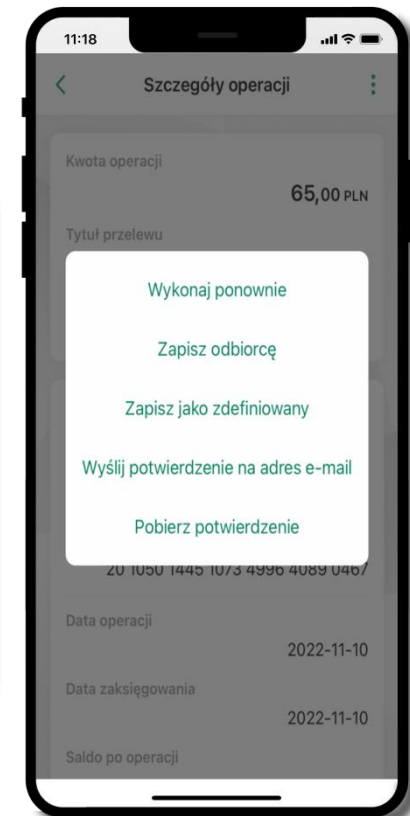 11:18
Szczegóły operacji
Kwota operacji
65,00 PLN
Tytuł przelewu
Wykonaj ponownie
Zapisz odbiorcę
Zapisz jako zdefiniowany
Wyślij potwierdzenie na adres e-mail
Pobierz potwierdzenie
20 1050 1445 1073 4996 4089 0467
Data operacji
2022-11-10
Data zaksięgowania
2022-11-10
Saldo po operacji